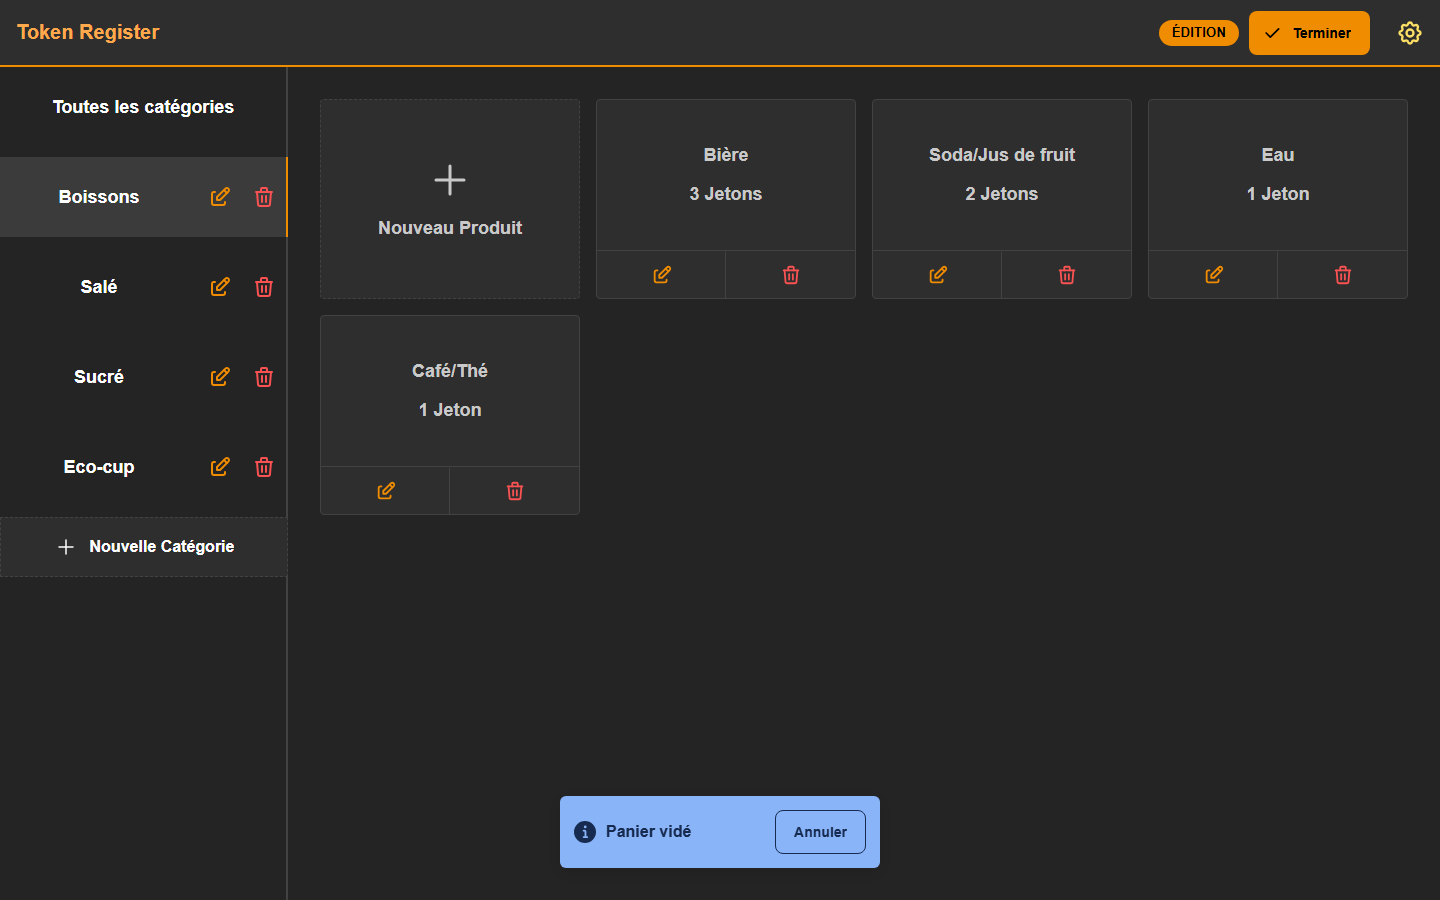 Token Register
ÉDITION
Terminer
Toutes les catégories
Boissons
Salé
Sucré
Eco-cup
Nouvelle Catégorie
Nouveau Produit
Bière
3 Jetons
Soda/Jus de fruit
2 Jetons
Eau
1 Jeton
Café/Thé
1 Jeton
Panier vidé
Annuler